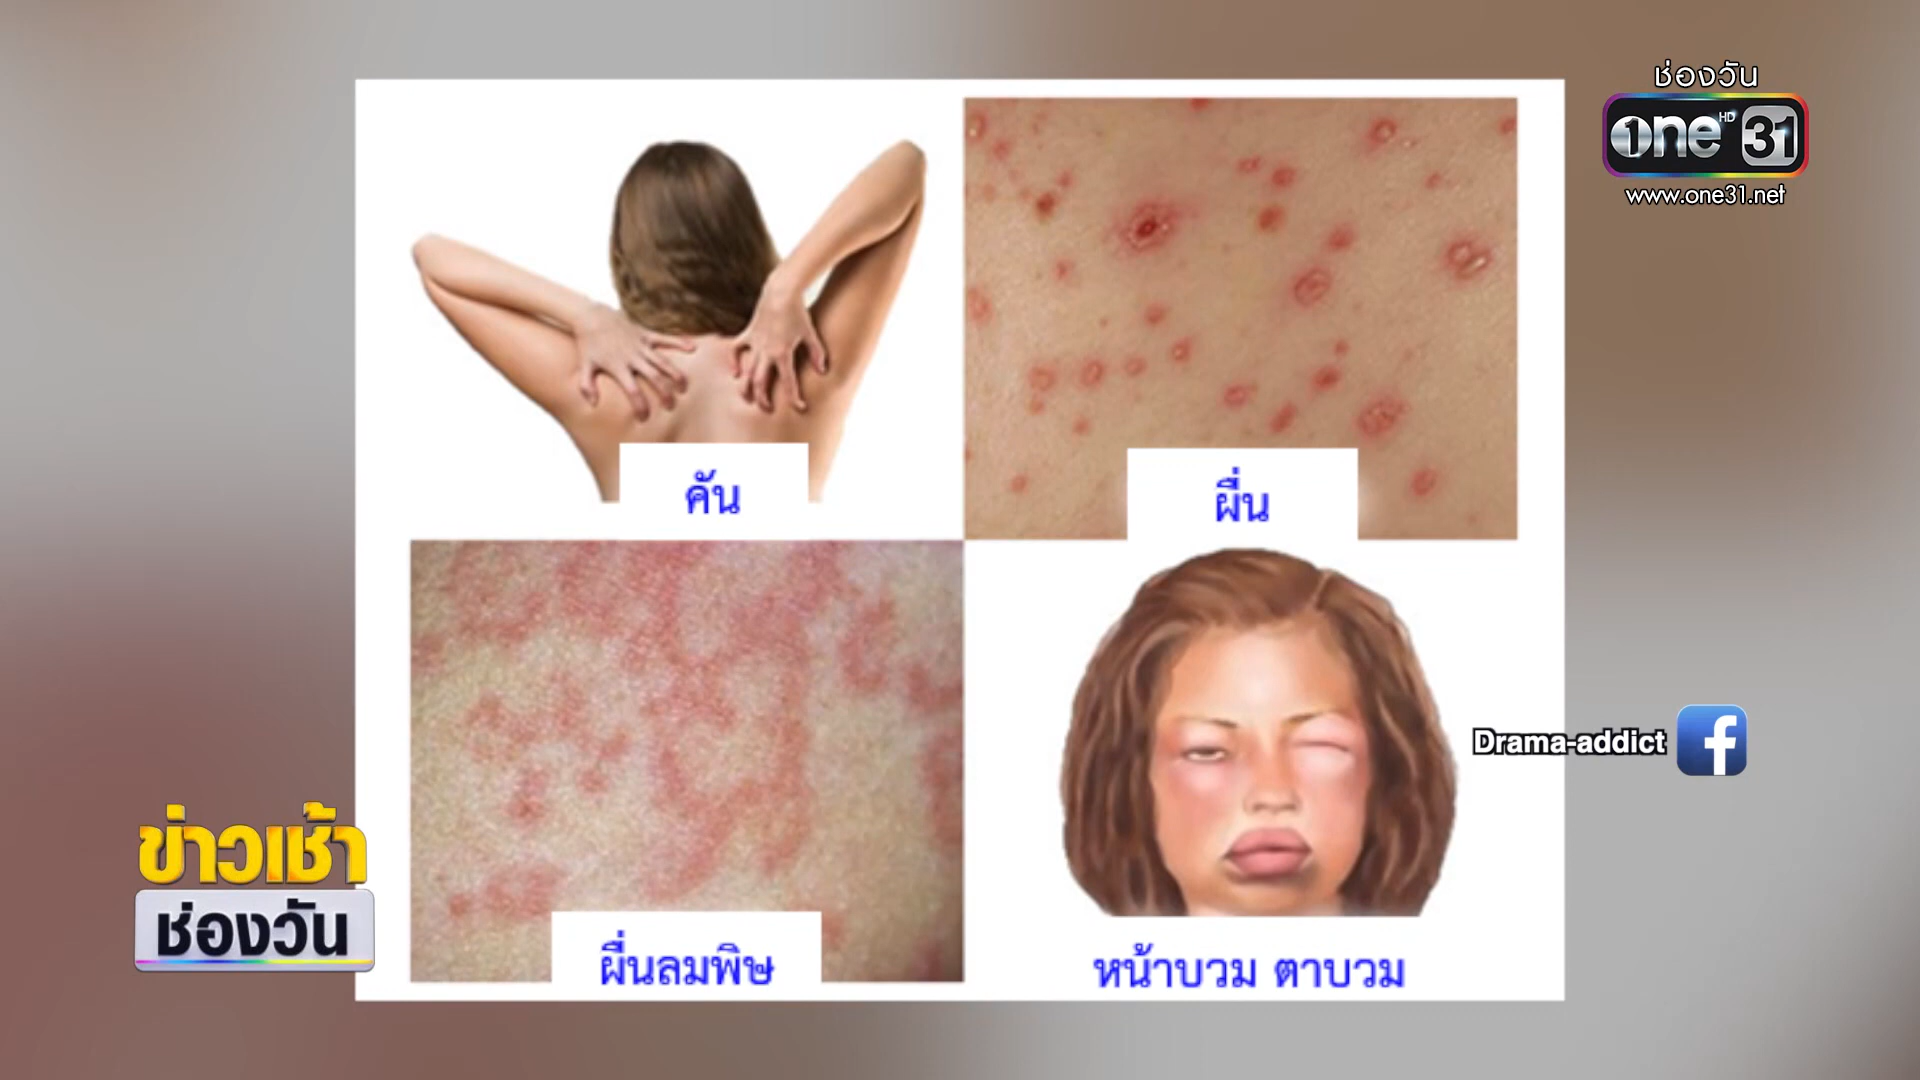 ช่องวัน
one HD 31
www.one31.net
คัน
ผื่น
Drama-addict
ผื่นลมพิษ
หน้าบวม ตาบวม
ข่าวเช้า
ช่องวัน